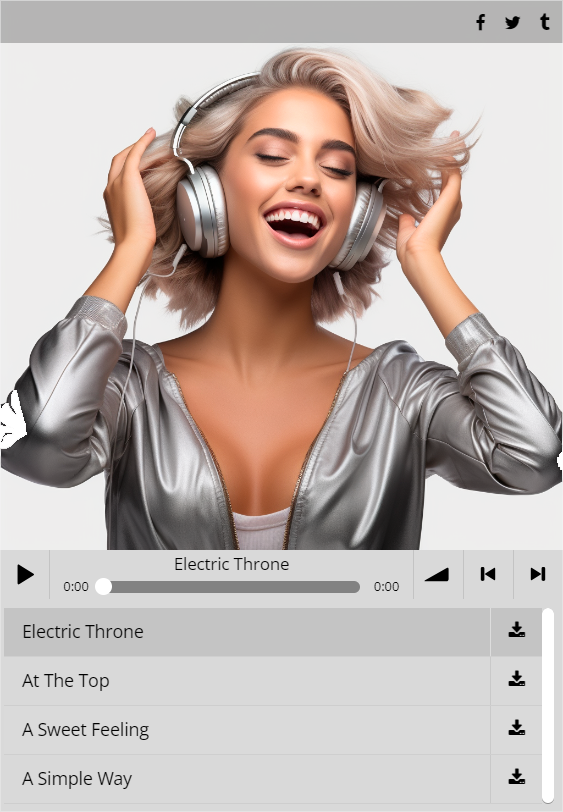 Electric Throne
0:00
0:00
Electric Throne
At The Top
A Sweet Feeling
A Simple Way